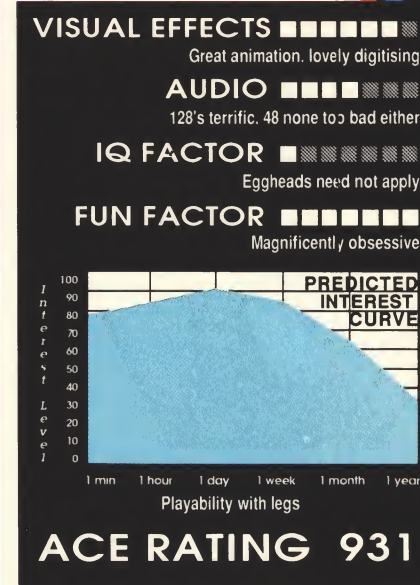 VISUAL EFFECTS
Great animation. lovely digitising
AUDIO
128's terrific. 48 none too bad either
IQ FACTOR
Eggheads need not apply
FUN FACTOR
Magnificently obsessive
PREDICTED
INTEREST
CURVE
Interest Level
100
90
80
70
60
50
40
30
20
10
0
1 min 1 hour 1 day 1 week 1 month 1 year
Playability with legs
ACE RATING 931